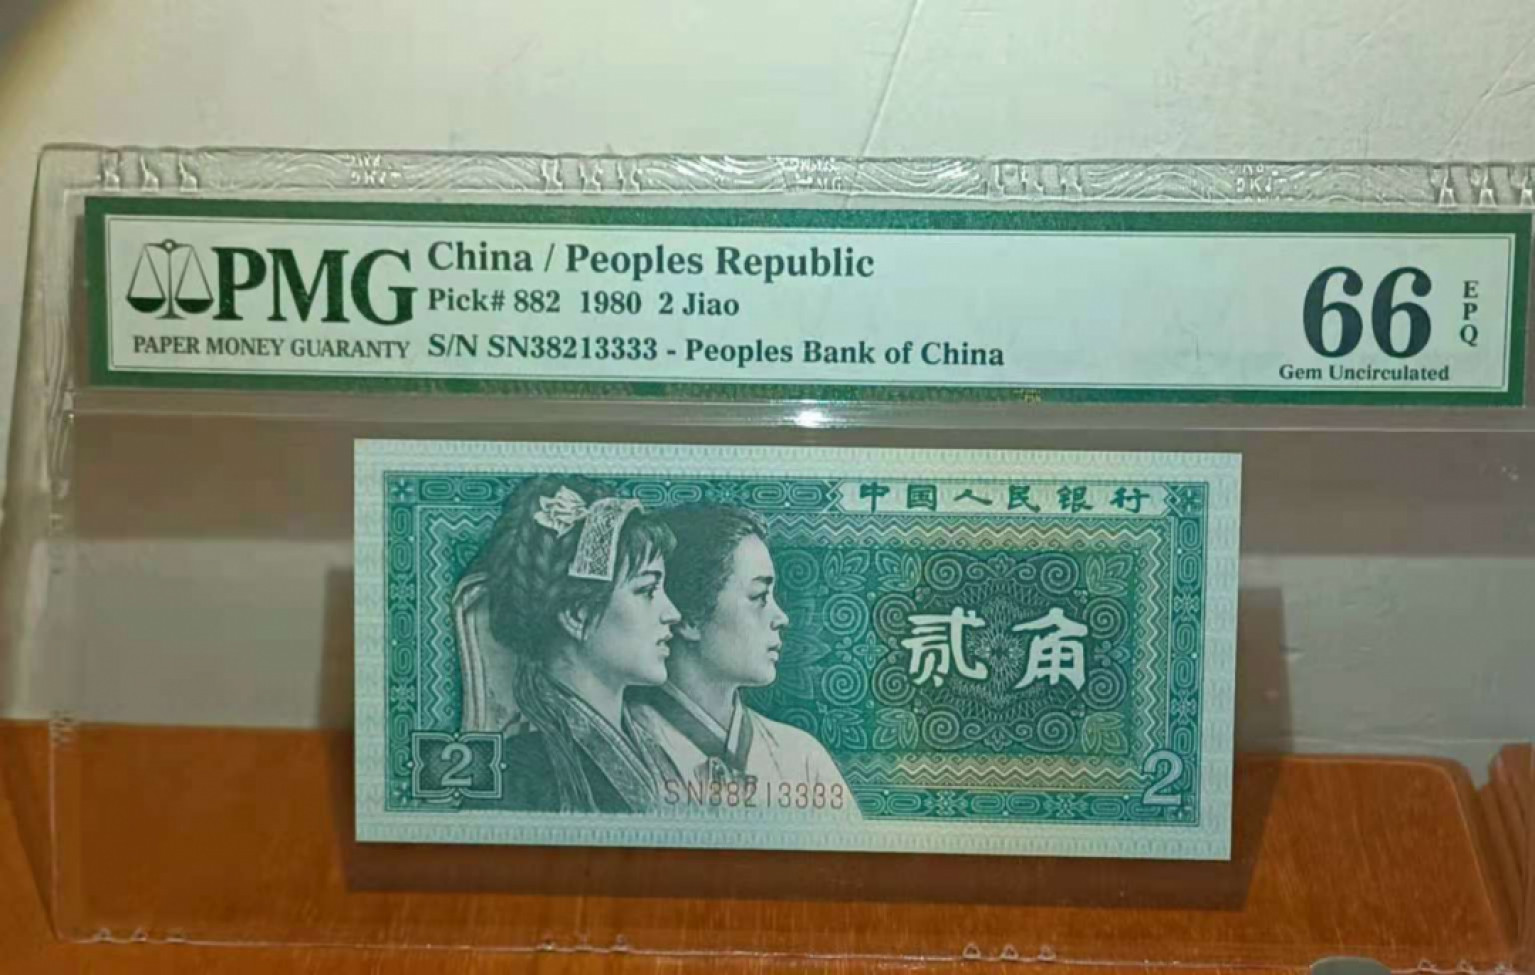 PMG
PAPER MONEY GUARANTY
China / Peoples Republic
Pick# 882 1980 2 Jiao
S/N SN38213333 - Peoples Bank of China
66
EPQ
Gem Uncirculated
中国人民银行
贰角
2
SN38213333
2